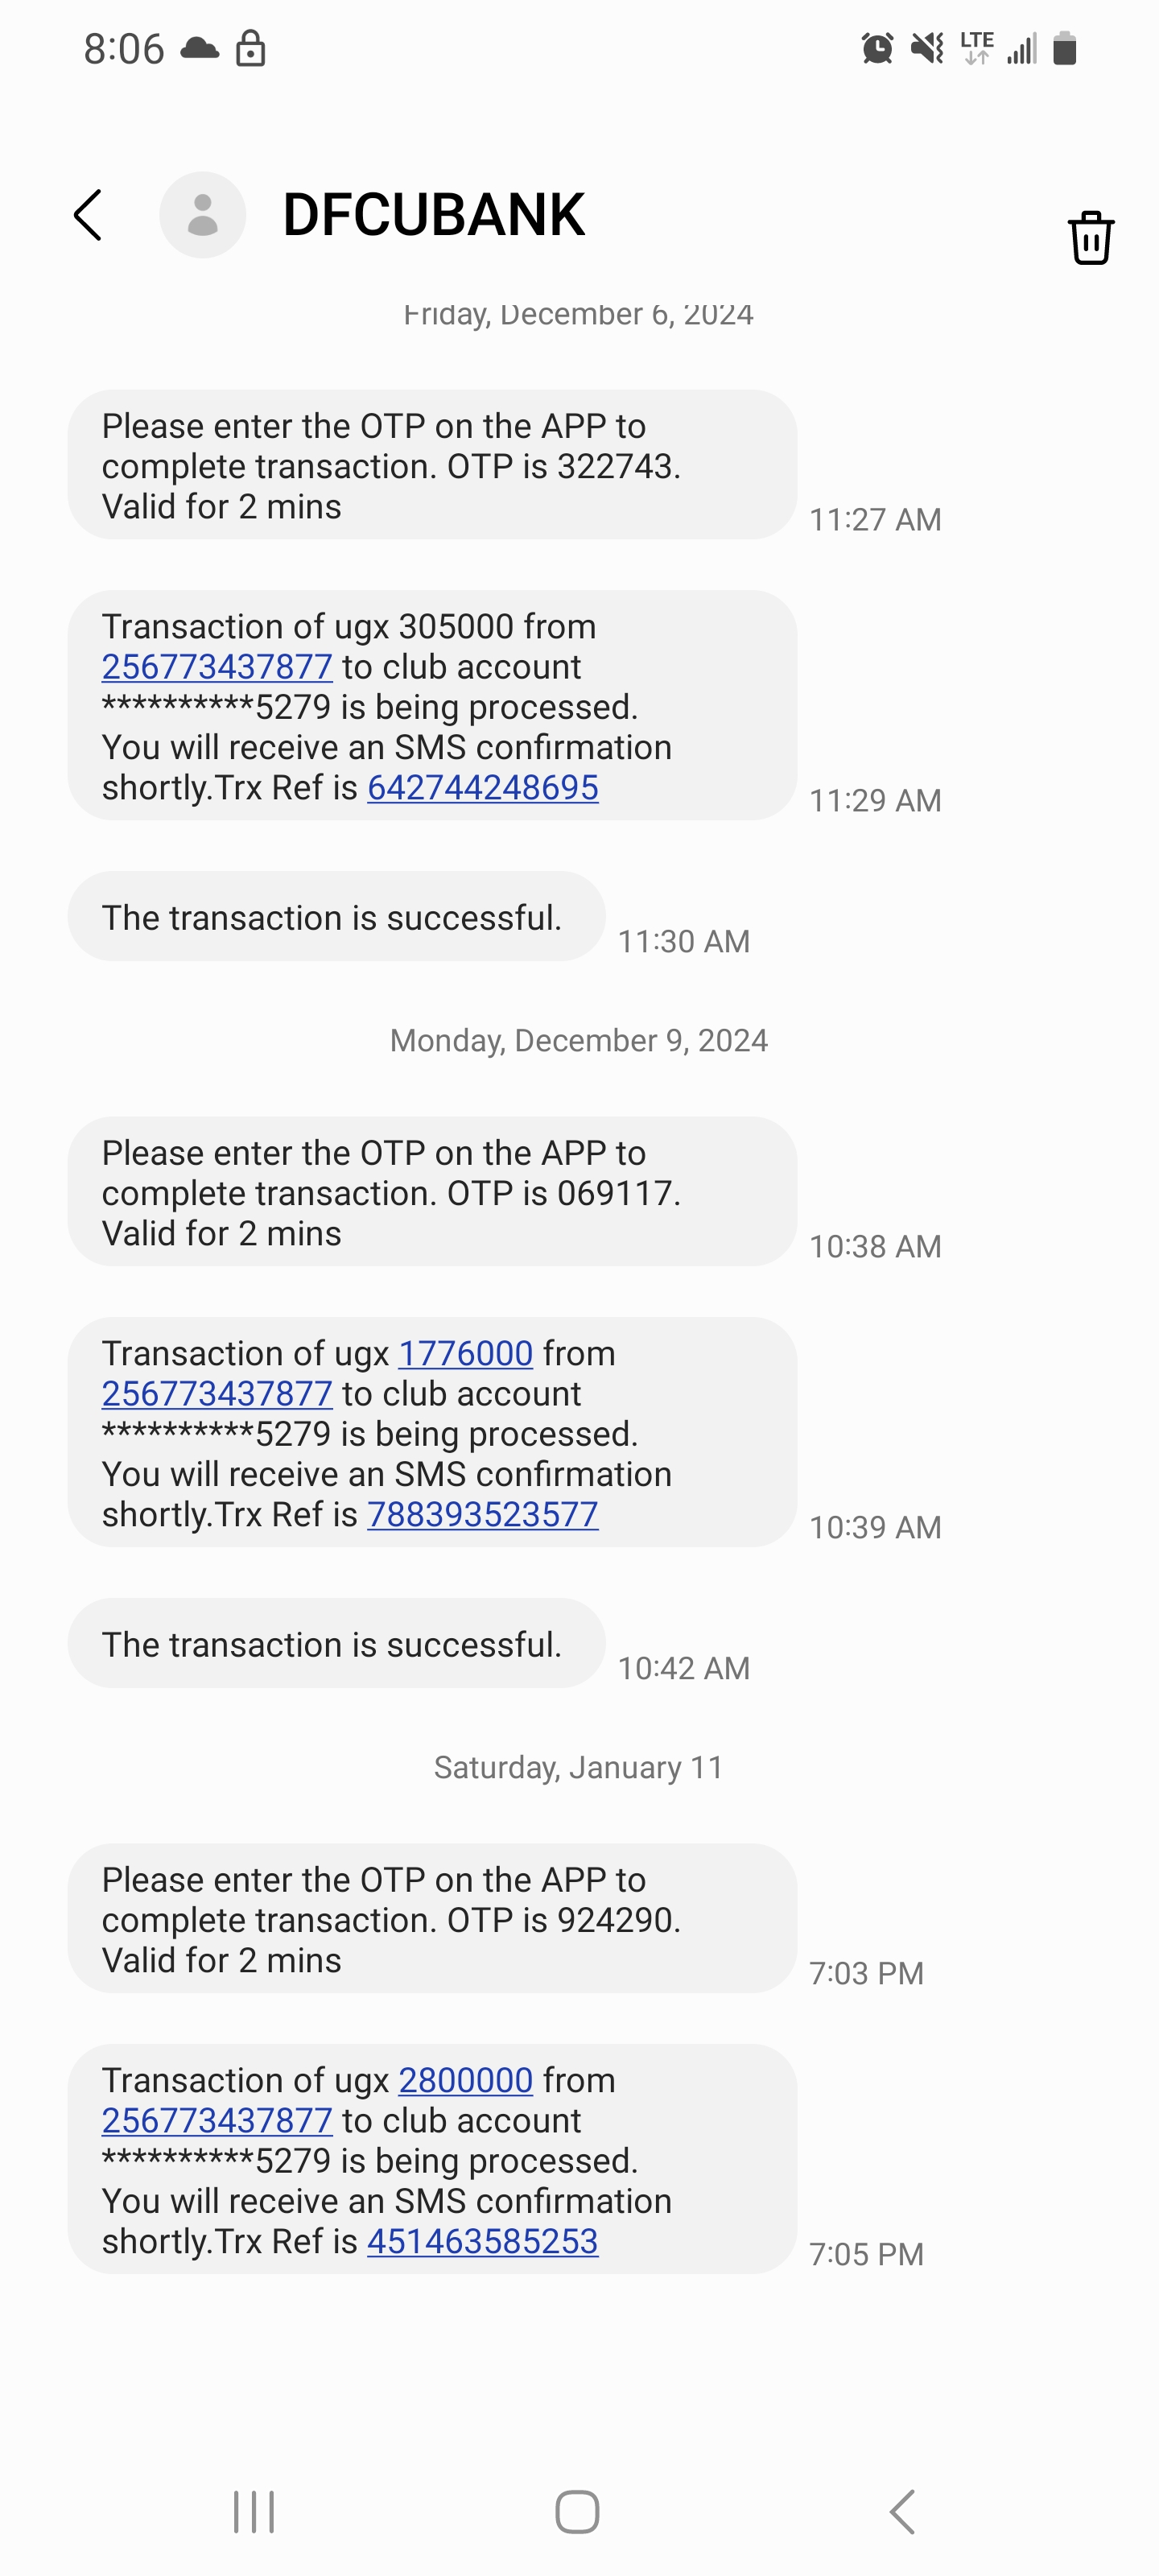 8:06
LTE
DFCUBANK
Friday, December 6, 2024
Please enter the OTP on the APP to
complete transaction. OTP is 322743.
Valid for 2 mins
11:27 AM
Transaction of ugx 305000 from
256773437877 to club account
**********5279 is being processed.
You will receive an SMS confirmation
shortly.Trx Ref is 642744248695
11:29 AM
The transaction is successful.
11:30 AM
Monday, December 9, 2024
Please enter the OTP on the APP to
complete transaction. OTP is 069117.
Valid for 2 mins
10:38 AM
Transaction of ugx 1776000 from
256773437877 to club account
**********5279 is being processed.
You will receive an SMS confirmation
shortly.Trx Ref is 788393523577
10:39 AM
The transaction is successful.
10:42 AM
Saturday, January 11
Please enter the OTP on the APP to
complete transaction. OTP is 924290.
Valid for 2 mins
7:03 PM
Transaction of ugx 2800000 from
256773437877 to club account
**********5279 is being processed.
You will receive an SMS confirmation
shortly.Trx Ref is 451463585253
7:05 PM